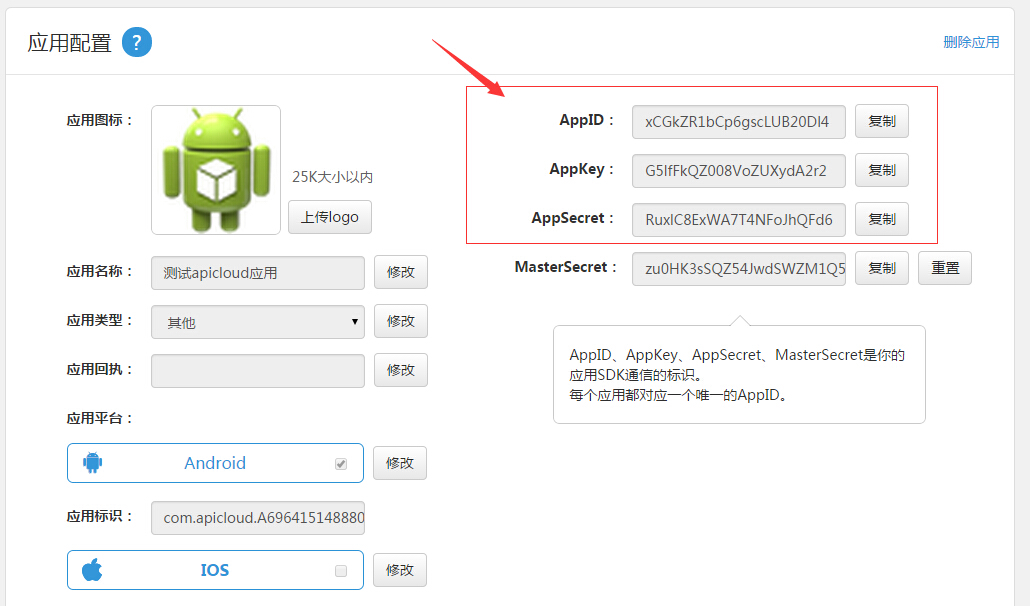 应用配置 ?
删除应用
应用图标：
25K大小以内
上传logo
应用名称： 测试apicloud应用 修改
应用类型： 其他 修改
应用回执： 修改
应用平台：
Android 修改
应用标识： com.apicloud.A696415148880
IOS 修改
AppID： xCGkZR1bCp6gscLUB20Dl4 复制
AppKey： G5IfFkQZ008VoZUXydA2r2 复制
AppSecret： RuxlC8ExWA7T4NFoJhQFd6 复制
MasterSecret： zu0HK3sSQZ54JwdSWZM1Q5 复制 重置
AppID、AppKey、AppSecret、MasterSecret是你的
应用SDK通信的标识。
每个应用都对应一个唯一的AppID。